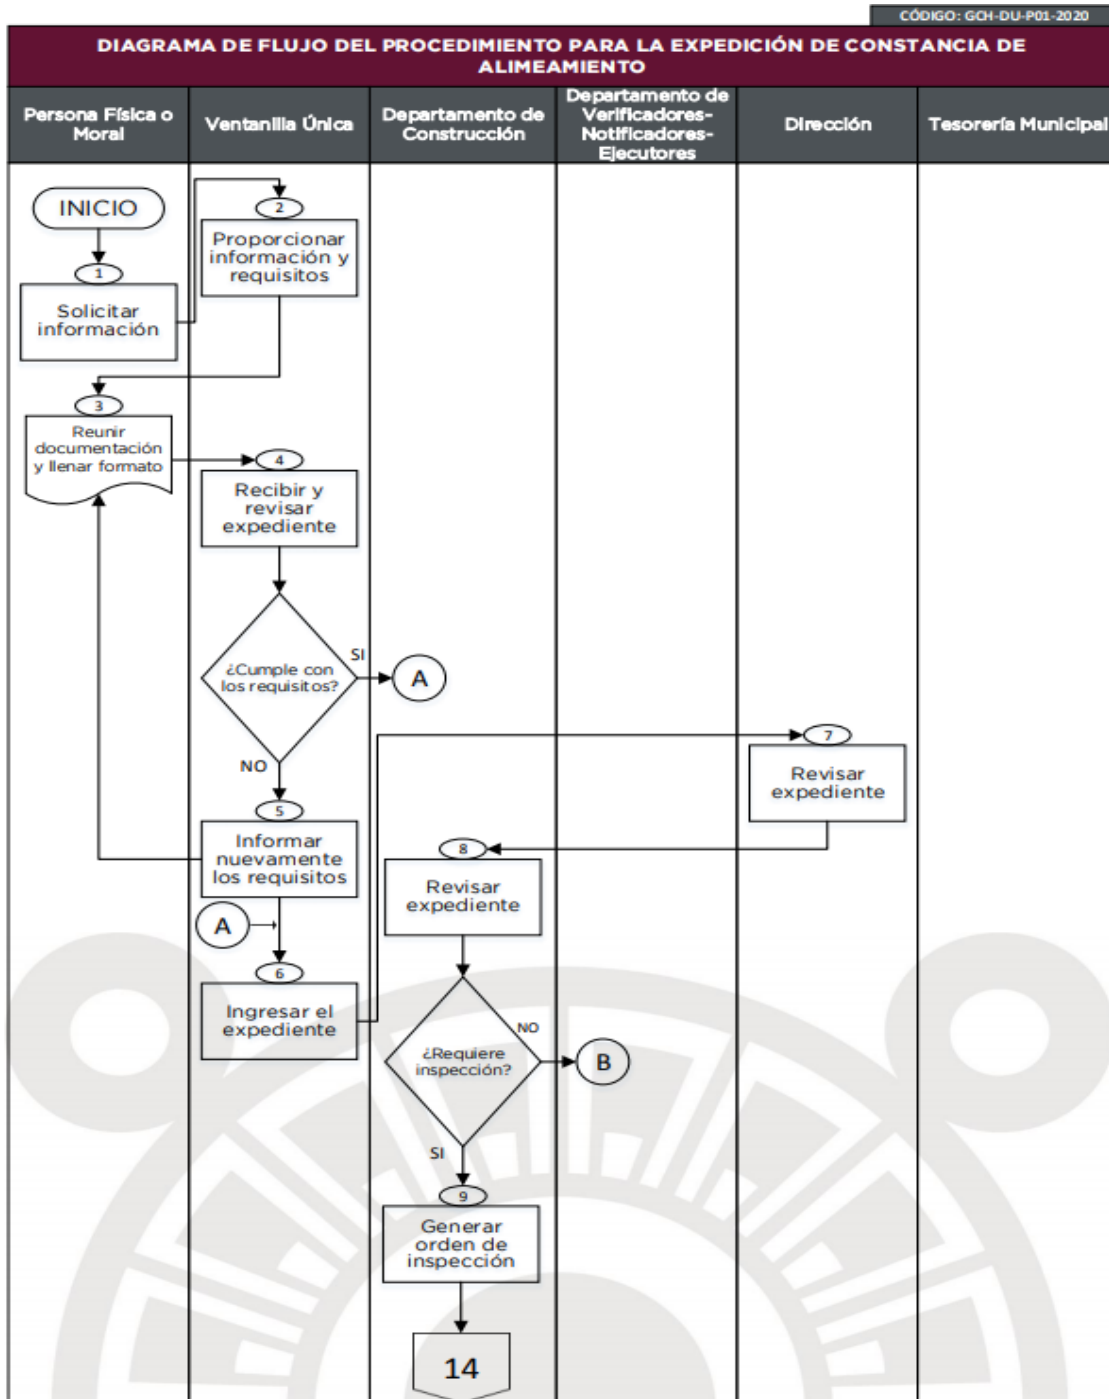 CÓDIGO: GCH-DU-P01-2020
DIAGRAMA DE FLUJO DEL PROCEDIMIENTO PARA LA EXPEDICIÓN DE CONSTANCIA DE
ALIMEAMIENTO
Persona Física o
Moral
Ventanilla Única
Departamento de
Construcción
Departamento de
Verificadores-
Notificadores-
Ejecutores
Dirección
Tesorería Municipal
INICIO
1
Solicitar
información
2
Proporcionar
información y
requisitos
3
Reunir
documentación
y llenar formato
4
Recibir y
revisar
expediente
¿Cumple con
los requisitos?
SI
A
NO
5
Informar
nuevamente
los requisitos
A
6
Ingresar el
expediente
7
Revisar
expediente
8
Revisar
expediente
¿Requiere
inspección?
NO
B
SI
9
Generar
orden de
inspección
14